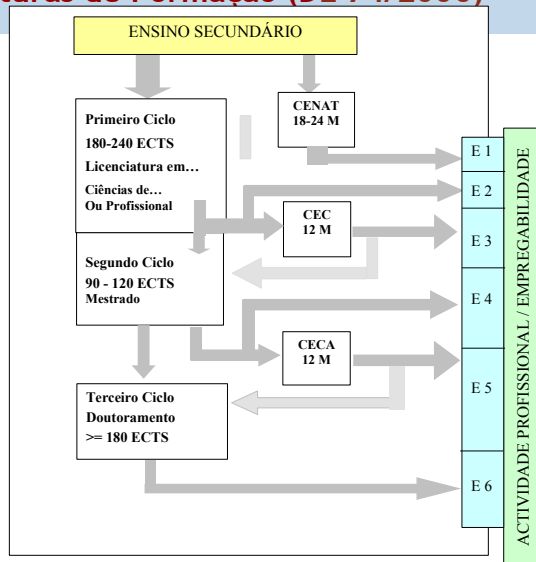 de Formação (DL 74/2006)
ENSINO SECUNDÁRIO
Primeiro Ciclo
180-240 ECTS
Licenciatura em…
Ciências de…
Ou Profissional
CENAT
18-24 M
E 1
E 2
CEC
12 M
E 3
Segundo Ciclo
90 - 120 ECTS
Mestrado
E 4
CECA
12 M
E 5
Terceiro Ciclo
Doutoramento
>= 180 ECTS
E 6
ACTIVIDADE PROFISSIONAL / EMPREGABILIDADE